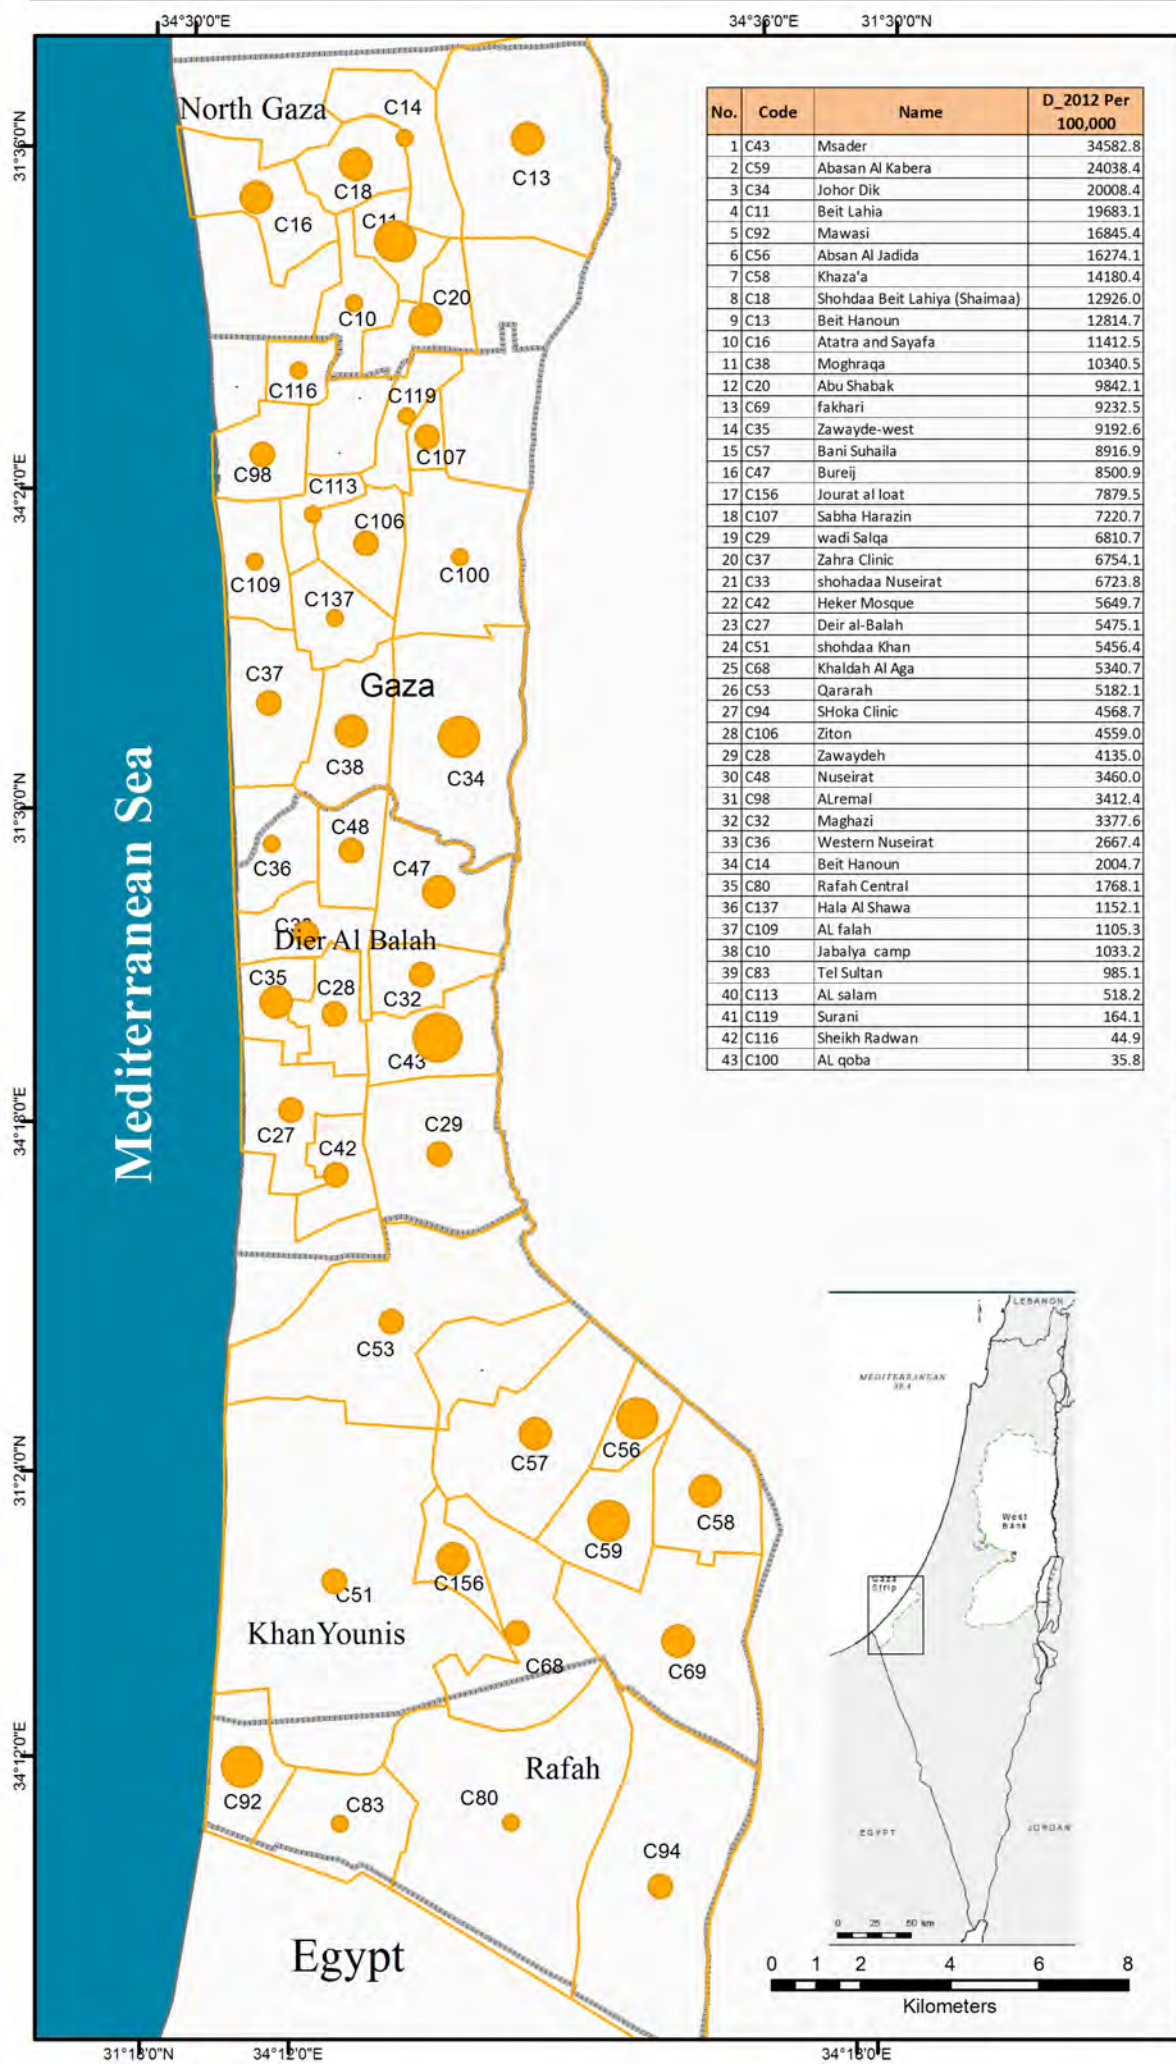 34°30'0"E
34°36'0"E
31°30'0"N
31°36'0"N
34°24'0"E
31°30'0"N
34°18'0"E
31°24'0"N
34°12'0"E
31°18'0"N
34°12'0"E
34°18'0"E
Mediterranean Sea
North Gaza
C14
C13
C18
C16
C11
C20
C10
C116
C119
C107
C98
C113
C106
C109
C100
C137
C37
Gaza
C38
C34
C48
C36
C47
C33
Dier Al Balah
C35
C28
C32
C43
C27
C42
C29
C53
C57
C56
C58
C59
C51
C156
KhanYounis
C68
C69
Rafah
C92
C83
C80
C94
Egypt
No. Code Name D_2012 Per 100,000
1 C43 Msader 34582.8
2 C59 Abasan Al Kabera 24038.4
3 C34 Johor Dik 20008.4
4 C11 Beit Lahia 19683.1
5 C92 Mawasi 16845.4
6 C56 Absan Al Jadida 16274.1
7 C58 Khaza'a 14180.4
8 C18 Shohdaa Beit Lahiya (Shaimaa) 12926.0
9 C13 Beit Hanoun 12814.7
10 C16 Atatra and Sayafa 11412.5
11 C38 Moghraqa 10340.5
12 C20 Abu Shabak 9842.1
13 C69 fakhari 9232.5
14 C35 Zawayde-west 9192.6
15 C57 Bani Suhaila 8916.9
16 C47 Bureij 8500.9
17 C156 Jourat al loat 7879.5
18 C107 Sabha Harazin 7220.7
19 C29 wadi Salqa 6810.7
20 C37 Zahra Clinic 6754.1
21 C33 shohadaa Nuseirat 6723.8
22 C42 Heker Mosque 5649.7
23 C27 Deir al-Balah 5475.1
24 C51 shohdaa Khan 5456.4
25 C68 Khaldah Al Aga 5340.7
26 C53 Qararah 5182.1
27 C94 SHoka Clinic 4568.7
28 C106 Ziton 4559.0
29 C28 Zawaydeh 4135.0
30 C48 Nuseirat 3460.0
31 C98 ALremal 3412.4
32 C32 Maghazi 3377.6
33 C36 Western Nuseirat 2667.4
34 C14 Beit Hanoun 2004.7
35 C80 Rafah Central 1768.1
36 C137 Hala Al Shawa 1152.1
37 C109 AL falah 1105.3
38 C10 Jabalya camp 1033.2
39 C83 Tel Sultan 985.1
40 C113 AL salam 518.2
41 C119 Surani 164.1
42 C116 Sheikh Radwan 44.9
43 C100 AL qoba 35.8
LEBANON
MEDITERRANEAN
SEA
West
Bank
Gaza
Strip
EGYPT
JORDAN
0 25 50 km
0 1 2 4 6 8
Kilometers